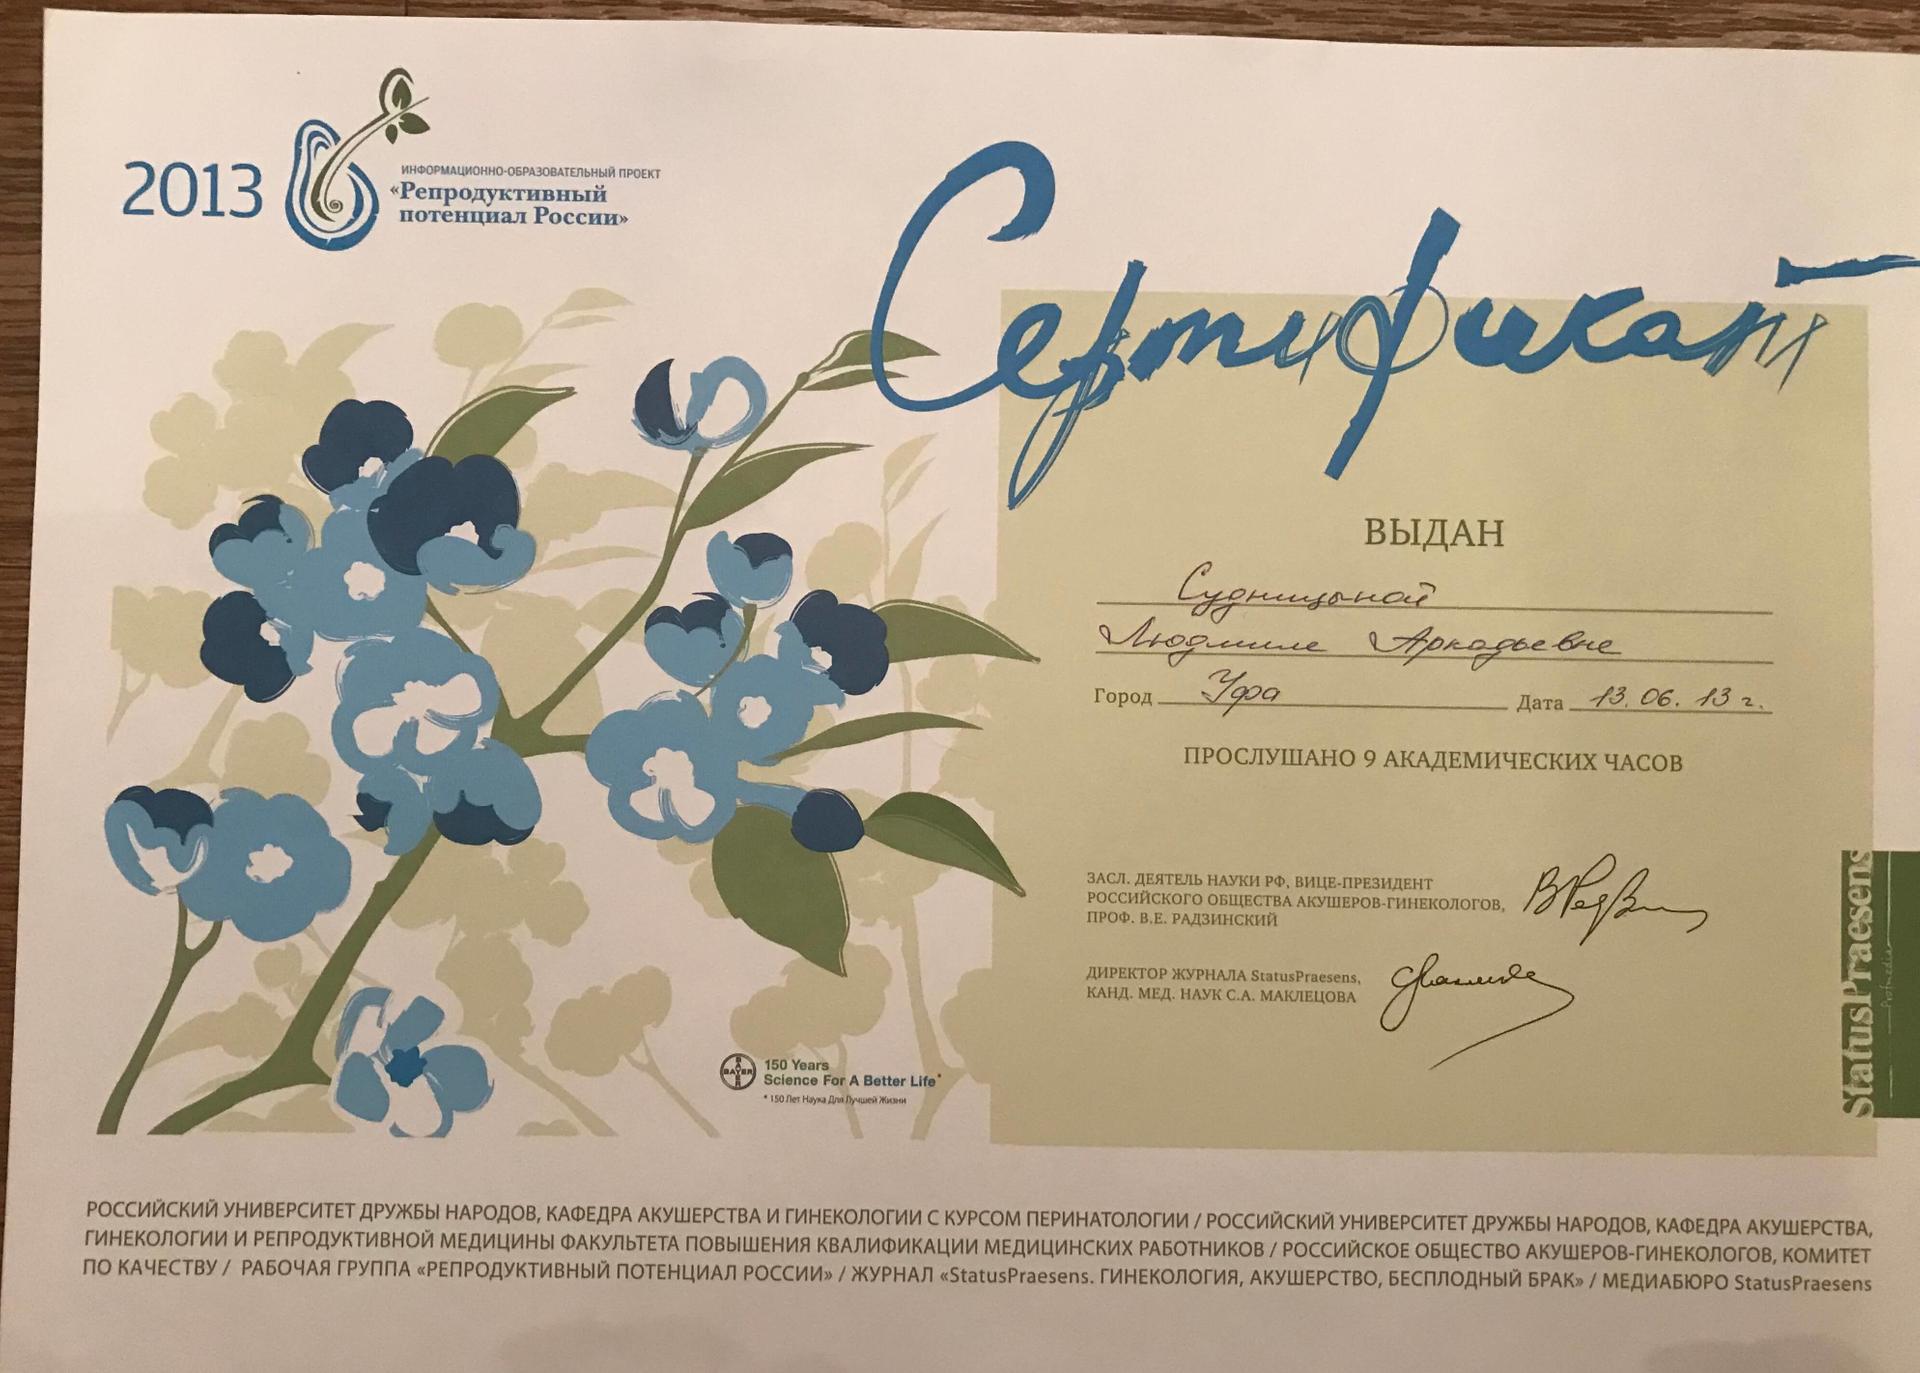 2013
ИНФОРМАЦИОННО-ОБРАЗОВАТЕЛЬНЫЙ ПРОЕКТ
«Репродуктивный
потенциал России»
Сертификат
ВЫДАН
Судницыной
Людмиле Аркадьевне
Город Уфа Дата 13.06.13 г.
ПРОСЛУШАНО 9 АКАДЕМИЧЕСКИХ ЧАСОВ
ЗАСЛ. ДЕЯТЕЛЬ НАУКИ РФ, ВИЦЕ-ПРЕЗИДЕНТ
РОССИЙСКОГО ОБЩЕСТВА АКУШЕРОВ-ГИНЕКОЛОГОВ,
ПРОФ. В.Е. РАДЗИНСКИЙ
ДИРЕКТОР ЖУРНАЛА StatusPraesens,
КАНД. МЕД. НАУК С.А. МАКЛЕЦОВА
StatusPraesens
Profmedia
BAYER
BAYER
150 Years
Science For A Better Life*
* 150 Лет Наука Для Лучшей Жизни
РОССИЙСКИЙ УНИВЕРСИТЕТ ДРУЖБЫ НАРОДОВ, КАФЕДРА АКУШЕРСТВА И ГИНЕКОЛОГИИ С КУРСОМ ПЕРИНАТОЛОГИИ / РОССИЙСКИЙ УНИВЕРСИТЕТ ДРУЖБЫ НАРОДОВ, КАФЕДРА АКУШЕРСТВА,
ГИНЕКОЛОГИИ И РЕПРОДУКТИВНОЙ МЕДИЦИНЫ ФАКУЛЬТЕТА ПОВЫШЕНИЯ КВАЛИФИКАЦИИ МЕДИЦИНСКИХ РАБОТНИКОВ / РОССИЙСКОЕ ОБЩЕСТВО АКУШЕРОВ-ГИНЕКОЛОГОВ, КОМИТЕТ
ПО КАЧЕСТВУ / РАБОЧАЯ ГРУППА «РЕПРОДУКТИВНЫЙ ПОТЕНЦИАЛ РОССИИ» / ЖУРНАЛ «StatusPraesens. ГИНЕКОЛОГИЯ, АКУШЕРСТВО, БЕСПЛОДНЫЙ БРАК» / МЕДИАБЮРО StatusPraesens